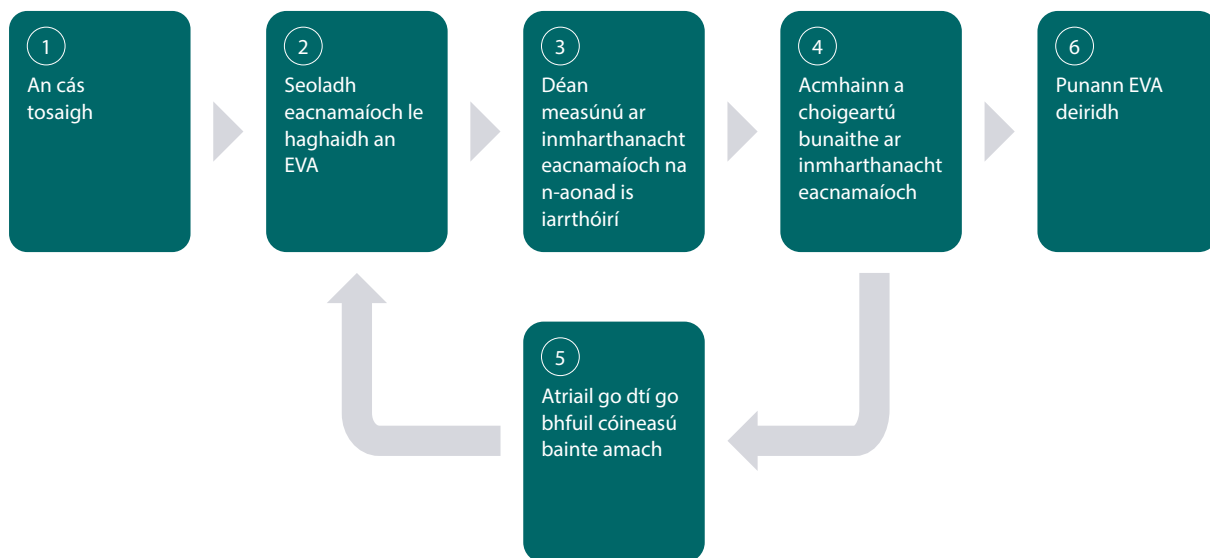 1
An cás
tosaigh
2
Seoladh
eacnamaíoch le
haghaidh an
EVA
3
Déan
measúnú ar
inmharthanacht
eacnamaíoch na
n-aonad is
iarrthóirí
4
Acmhainn a
choigeartú
bunaithe ar
inmharthanacht
eacnamaíoch
6
Punann EVA
deiridh
5
Atriail go dtí go
bhfuil cóineasú
bainte amach